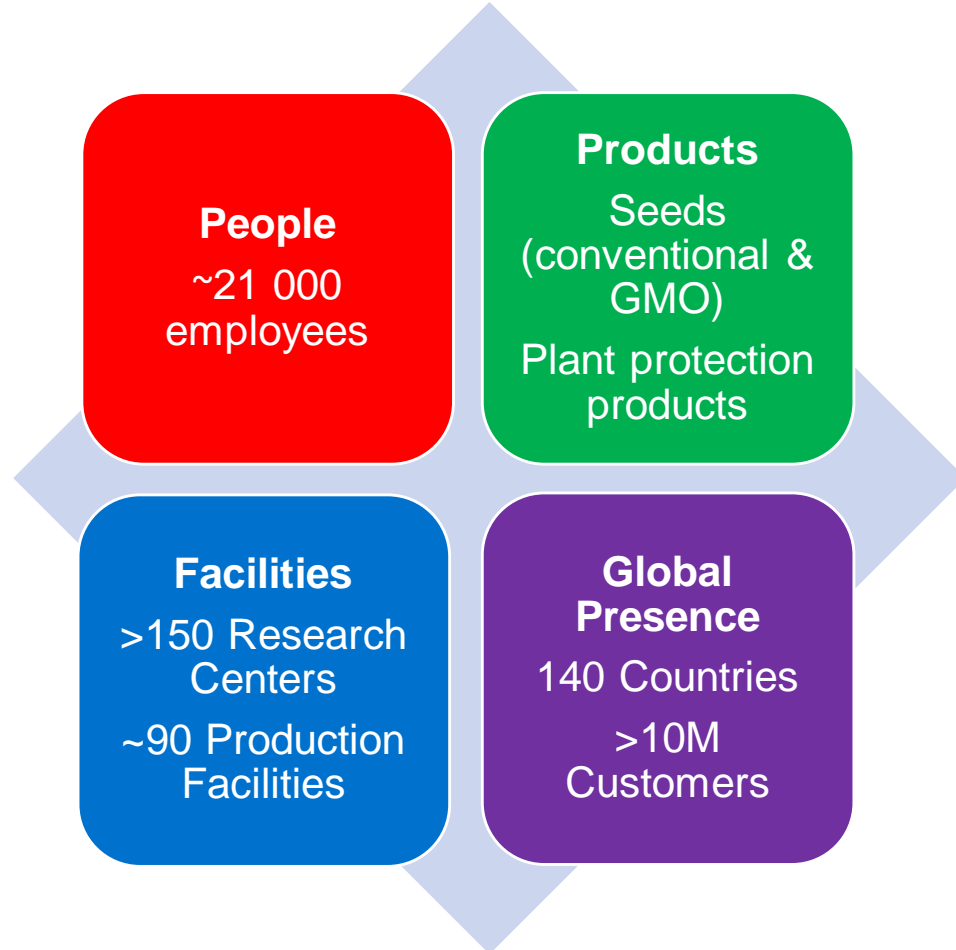 People
~21 000
employees
Products
Seeds
(conventional &
GMO)
Plant protection
products
Facilities
>150 Research
Centers
~90 Production
Facilities
Global
Presence
140 Countries
>10M
Customers